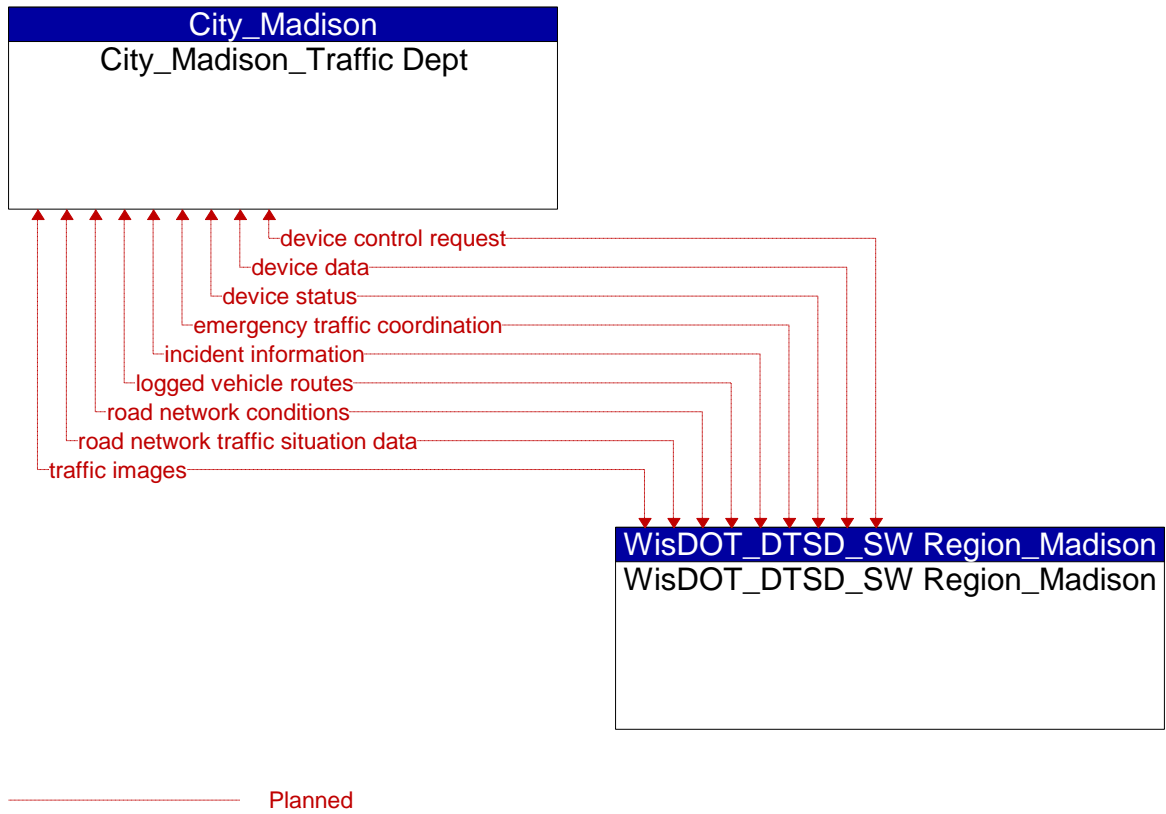 City_Madison
City_Madison_Traffic Dept
device control request
device data
device status
emergency traffic coordination
incident information
logged vehicle routes
road network conditions
road network traffic situation data
traffic images
WisDOT_DTSD_SW Region_Madison
WisDOT_DTSD_SW Region_Madison
Planned